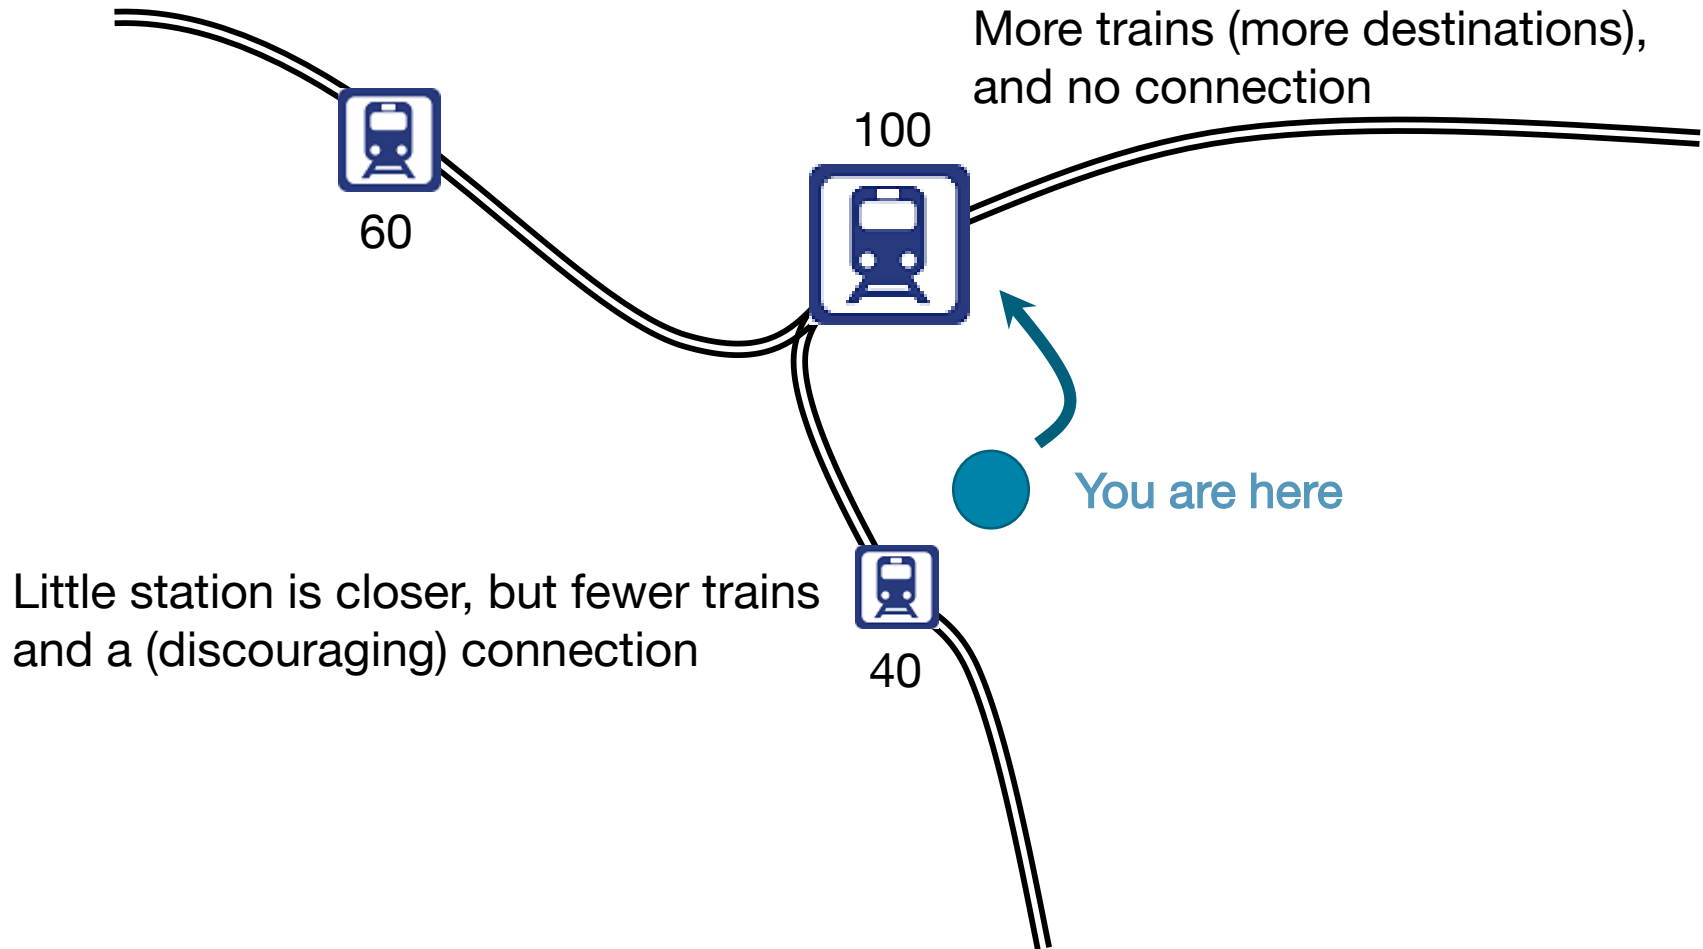 More trains (more destinations),
and no connection
100
60
You are here
Little station is closer, but fewer trains
and a (discouraging) connection
40